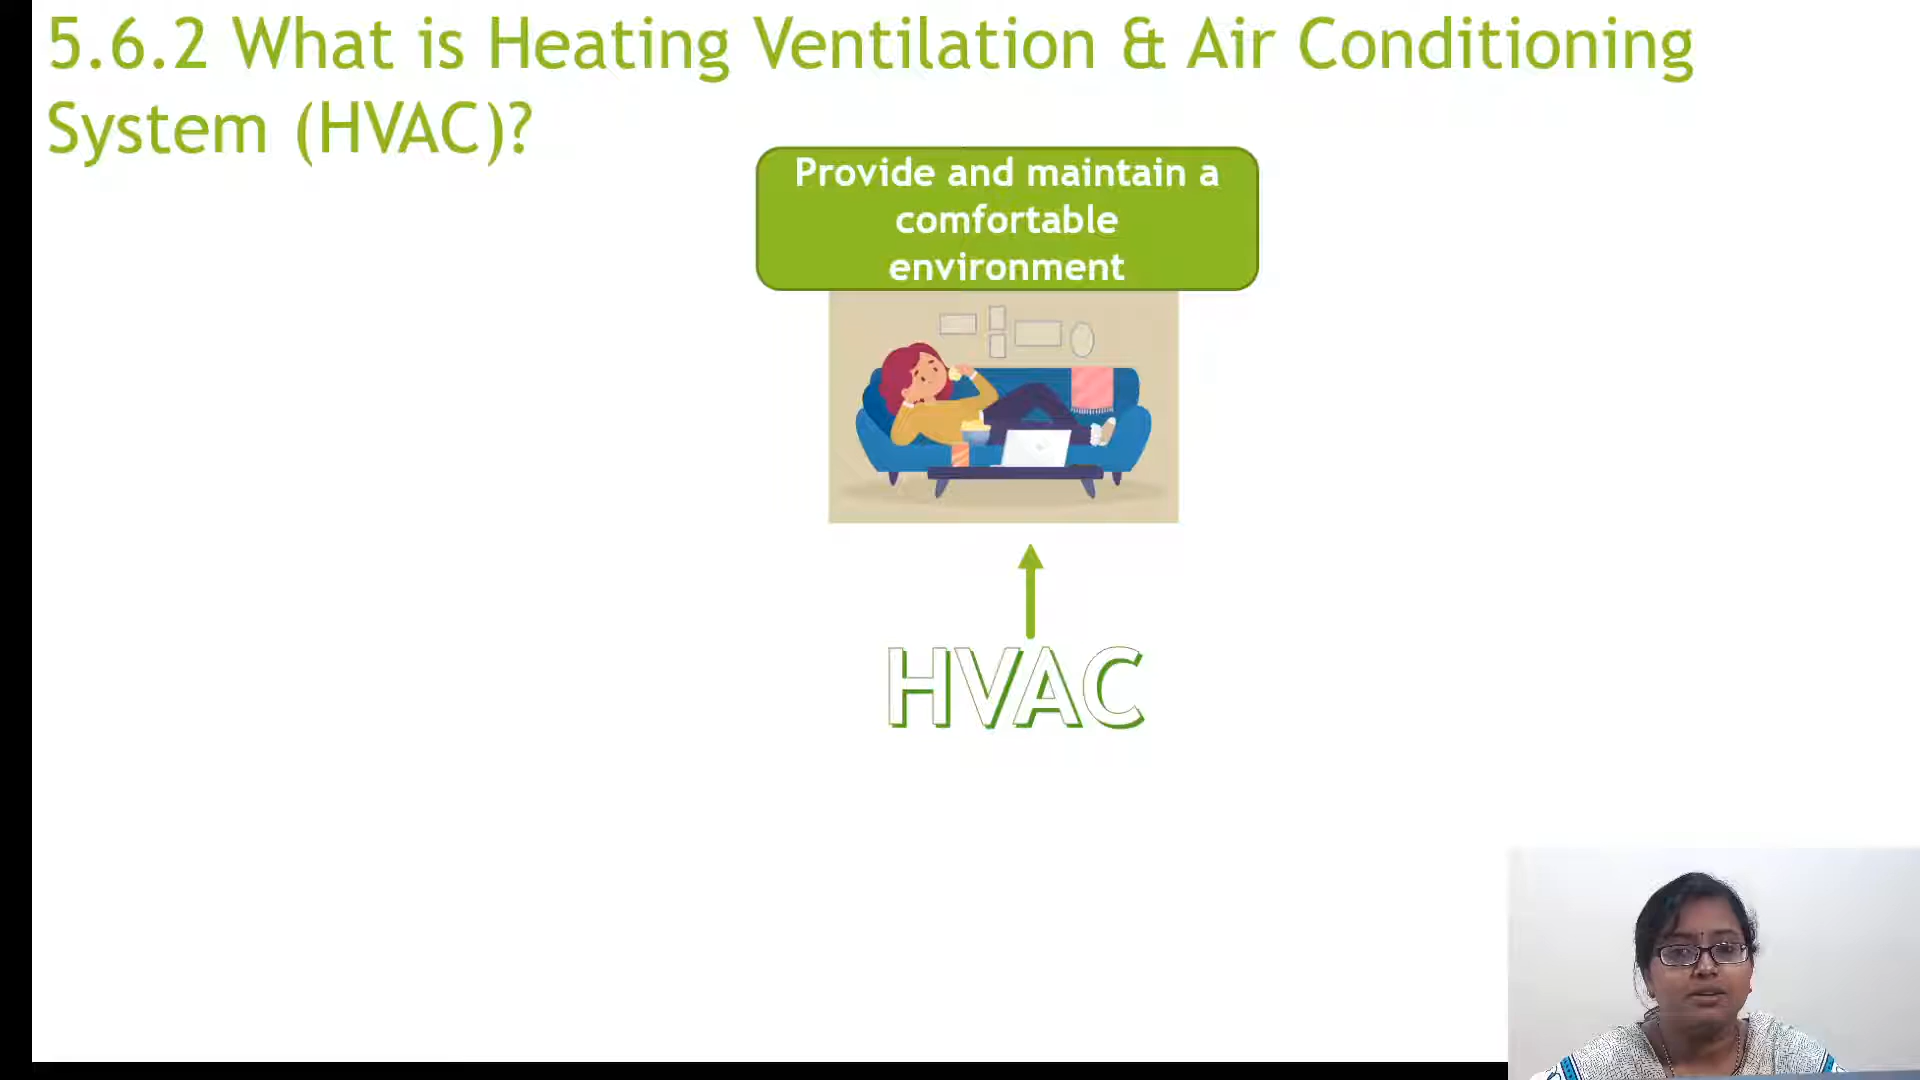 5.6.2 What is Heating Ventilation & Air Conditioning
System (HVAC)?
Provide and maintain a
comfortable
environment
HVAC